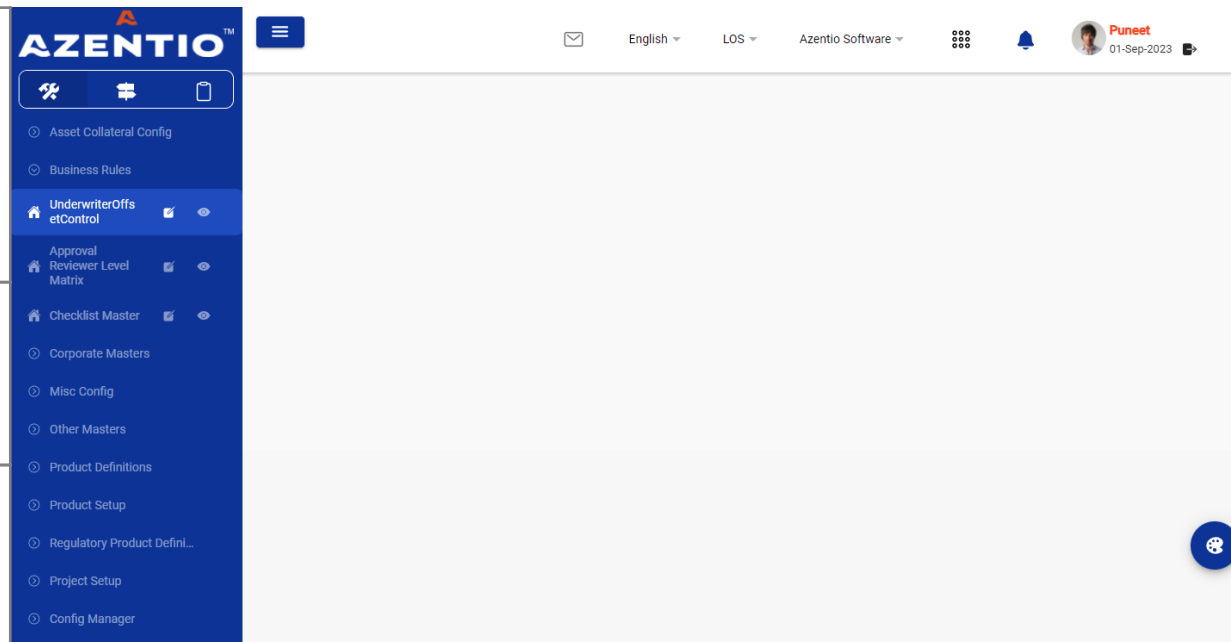 AZENTIO™
English
LOS
Azentio Software
Puneet
01-Sep-2023
Asset Collateral Config
Business Rules
UnderwriterOffs
etControl
Approval
Reviewer Level
Matrix
Checklist Master
Corporate Masters
Misc Config
Other Masters
Product Definitions
Product Setup
Regulatory Product Defini...
Project Setup
Config Manager